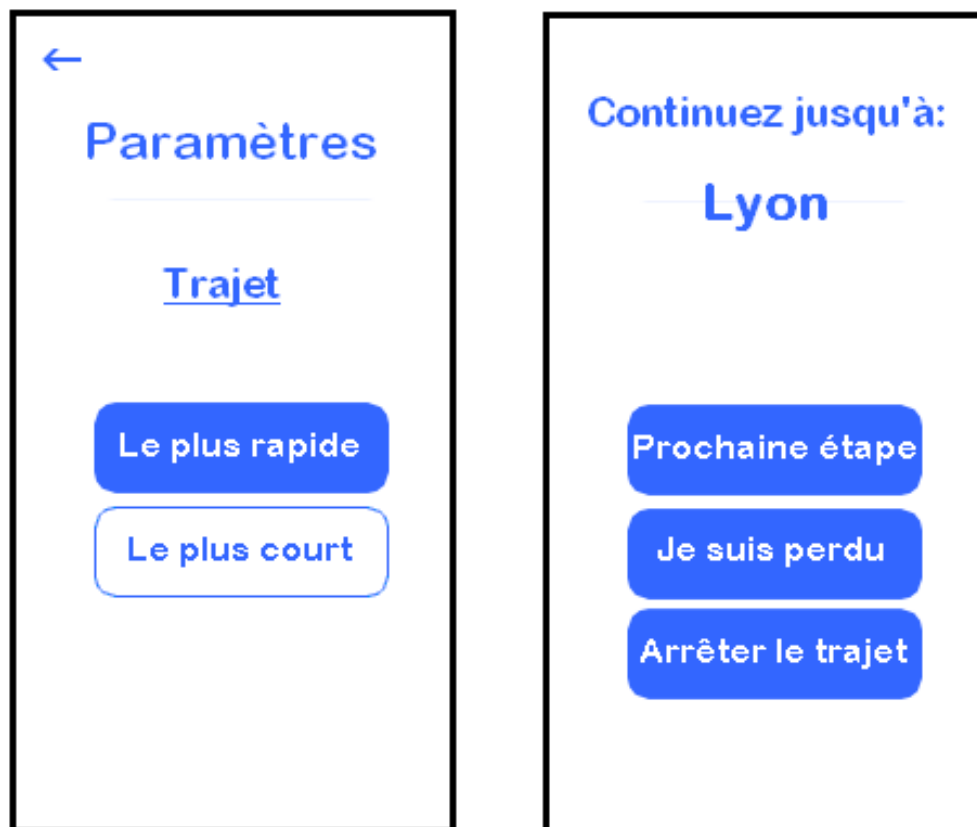 ←
Paramètres
Trajet
Le plus rapide
Le plus court
Continuez jusqu'à:
Lyon
Prochaine étape
Je suis perdu
Arrêter le trajet